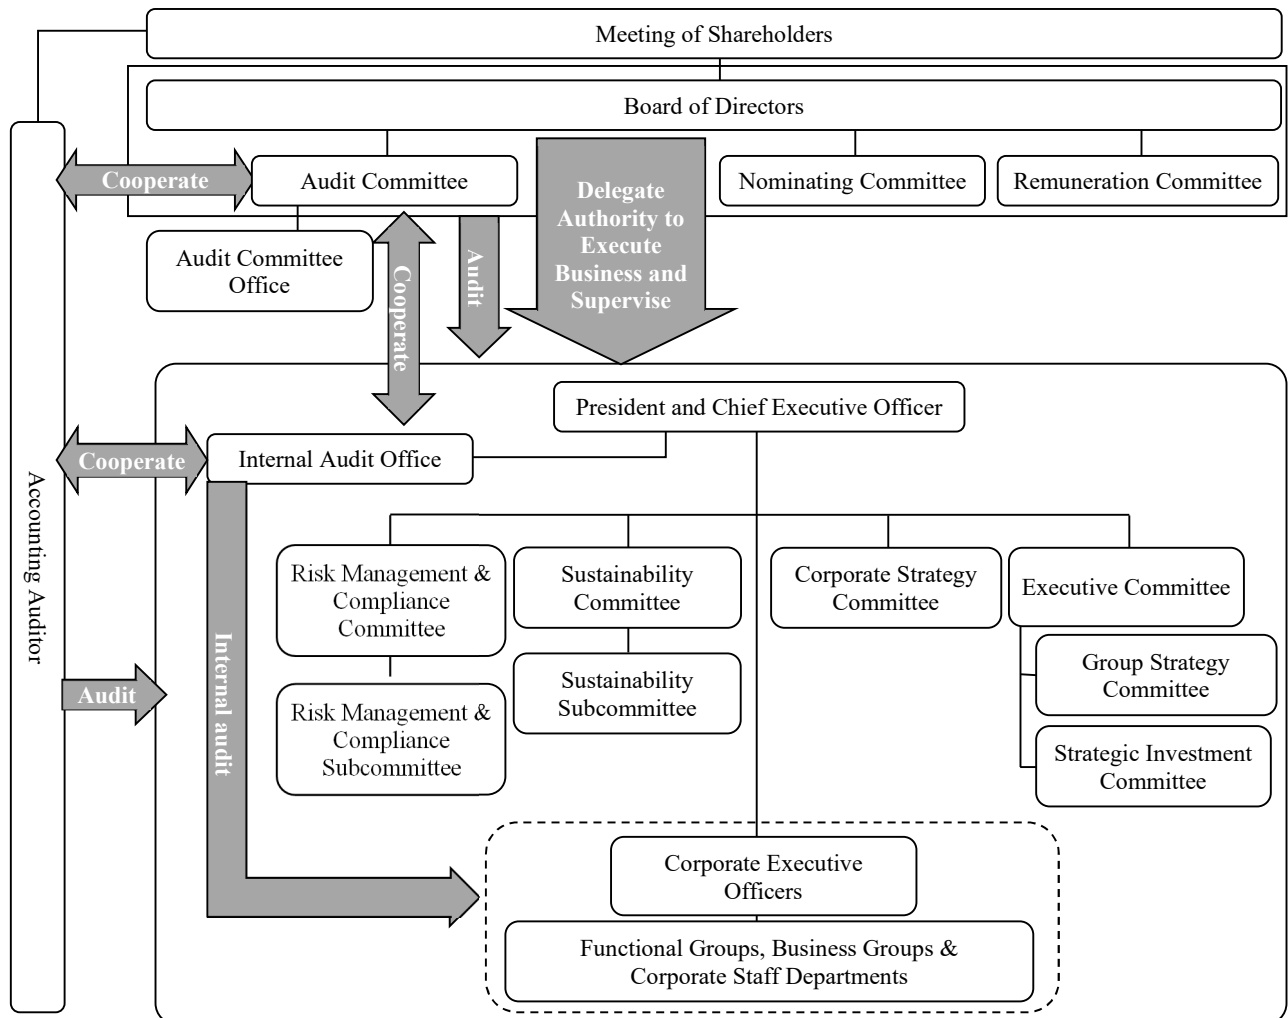 Meeting of Shareholders
Board of Directors
Cooperate
Audit Committee
Delegate
Authority to
Execute
Business and
Supervise
Nominating Committee
Remuneration Committee
Audit Committee
Office
Cooperate
Audit
President and Chief Executive Officer
Cooperate
Internal Audit Office
Accounting Auditor
Risk Management &
Compliance
Committee
Sustainability
Committee
Corporate Strategy
Committee
Executive Committee
Internal audit
Audit
Risk Management &
Compliance
Subcommittee
Sustainability
Subcommittee
Group Strategy
Committee
Strategic Investment
Committee
Corporate Executive
Officers
Functional Groups, Business Groups &
Corporate Staff Departments